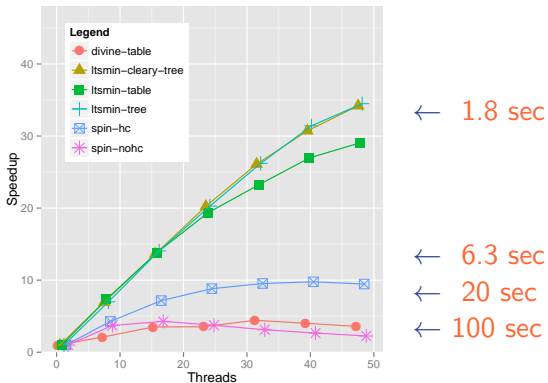 Legend
divine-table
ltsmin-cleary-tree
ltsmin-table
ltsmin-tree
spin-hc
spin-nohc
Speedup
30
20
10
0
0
10
20
30
40
50
Threads
← 1.8 sec
← 6.3 sec
← 20 sec
← 100 sec